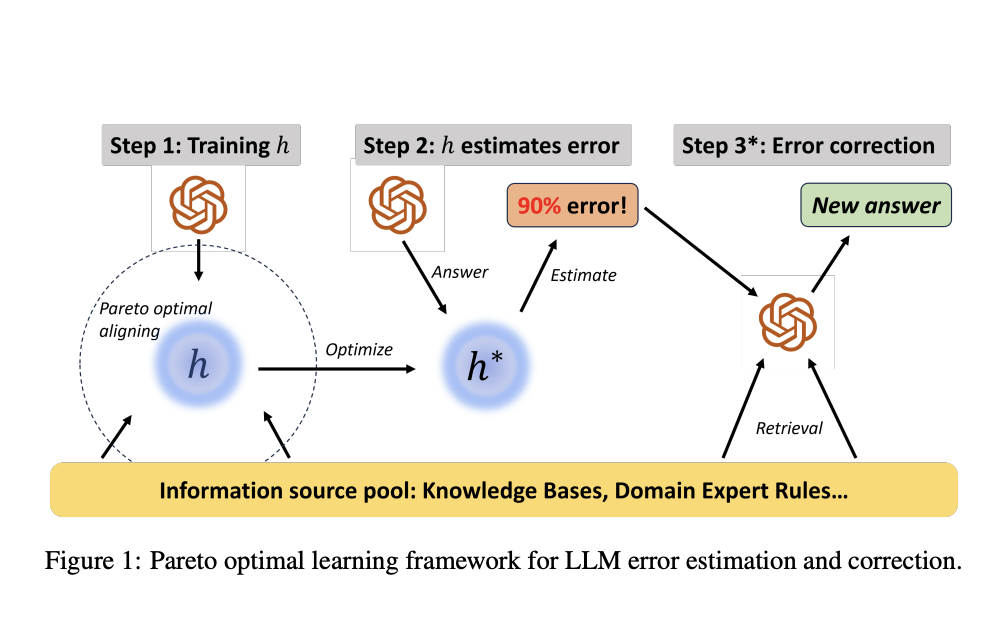 Step 1: Training h
Step 2: h estimates error
Step 3*: Error correction
90% error!
New answer
Answer
Estimate
Pareto optimal
aligning
h
Optimize
h*
Retrieval
Information source pool: Knowledge Bases, Domain Expert Rules…
Figure 1: Pareto optimal learning framework for LLM error estimation and correction.